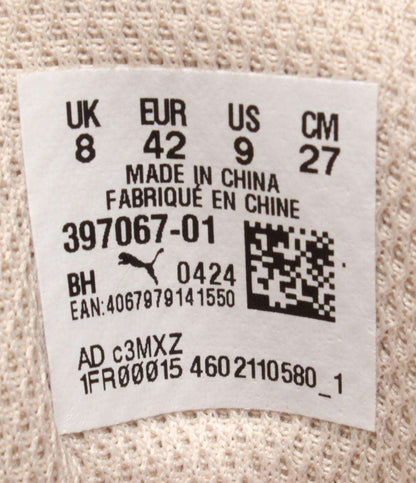 UK EUR US CM
8 42 9 27
MADE IN CHINA
FABRIQUÉ EN CHINE
397067-01
BH 0424
EAN:4067979141550
AD c3MXZ
1FR00015 4602110580_1